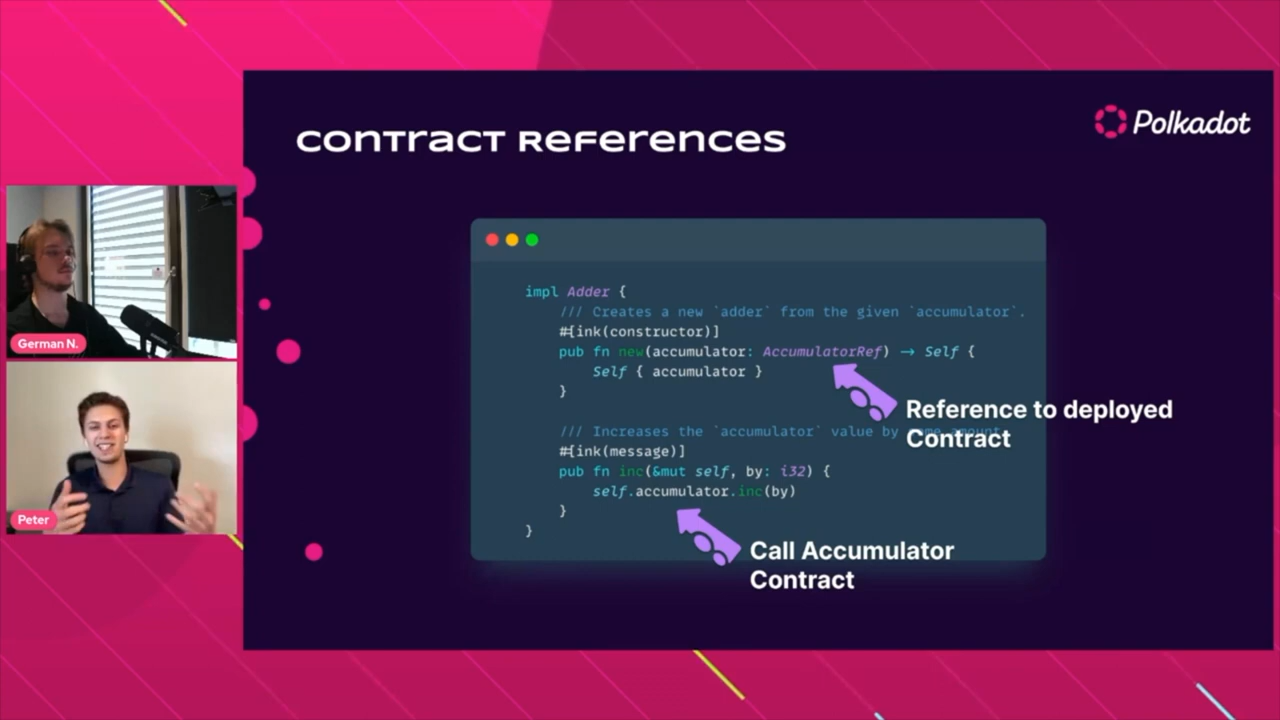 CONTRACT REFERENCES
Polkadot
impl Adder {
/// Creates a new `adder` from the given `accumulator`.
#[ink(constructor)]
pub fn new(accumulator: AccumulatorRef) → Self {
Self { accumulator }
}
Reference to deployed
Contract
/// Increases the `accumulator` value by some amount.
#[ink(message)]
pub fn inc(&mut self, by: i32) {
self.accumulator.inc(by)
}
}
Call Accumulator
Contract
German N.
Peter